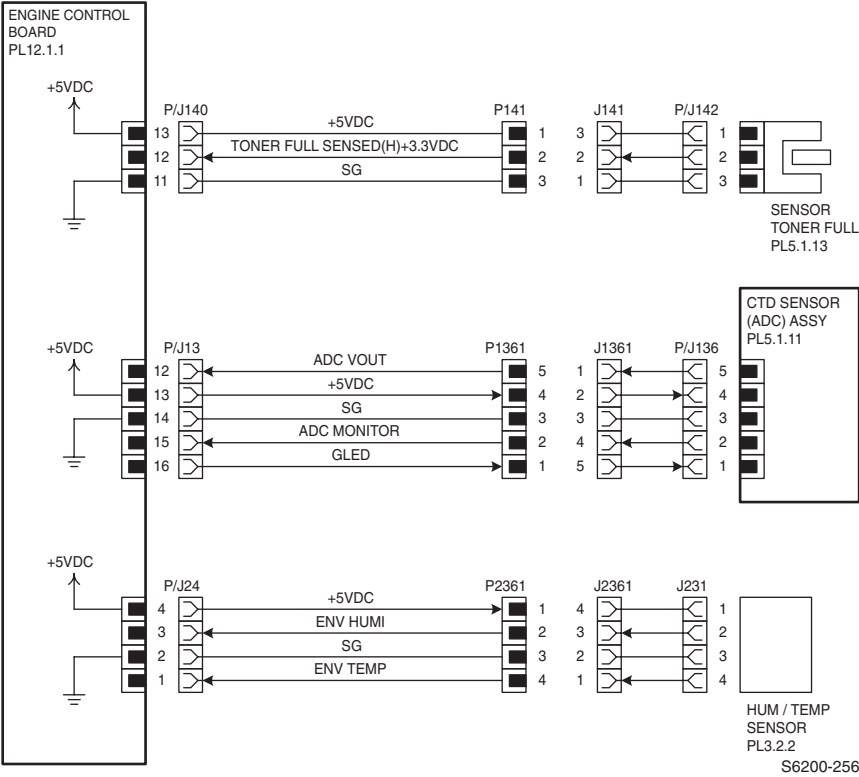 ENGINE CONTROL
BOARD
PL12.1.1
+5VDC
P/J140
P141
J141
P/J142
13
+5VDC
1
3
1
12
TONER FULL SENSED(H)+3.3VDC
2
2
2
11
SG
3
1
3
SENSOR
TONER FULL
PL5.1.13
CTD SENSOR
(ADC) ASSY
PL5.1.11
+5VDC
P/J13
P1361
J1361
P/J136
12
ADC VOUT
5
1
5
13
+5VDC
4
2
4
14
SG
3
3
3
15
ADC MONITOR
2
4
2
16
GLED
1
5
1
+5VDC
P/J24
P2361
J2361
J231
4
+5VDC
1
4
1
3
ENV HUMI
2
3
2
2
SG
3
2
3
1
ENV TEMP
4
1
4
HUM / TEMP
SENSOR
PL3.2.2
S6200-256